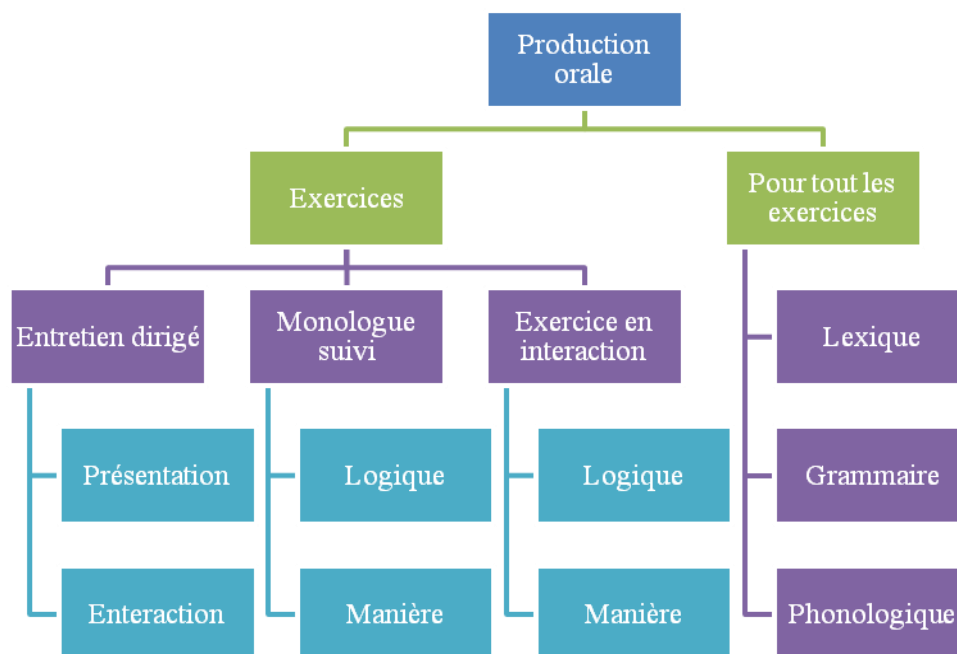 Production
orale
Exercices
Pour tout les
exercices
Entretien dirigé
Monologue
suivi
Exercice en
interaction
Lexique
Présentation
Logique
Logique
Grammaire
Enteraction
Manière
Manière
Phonologique